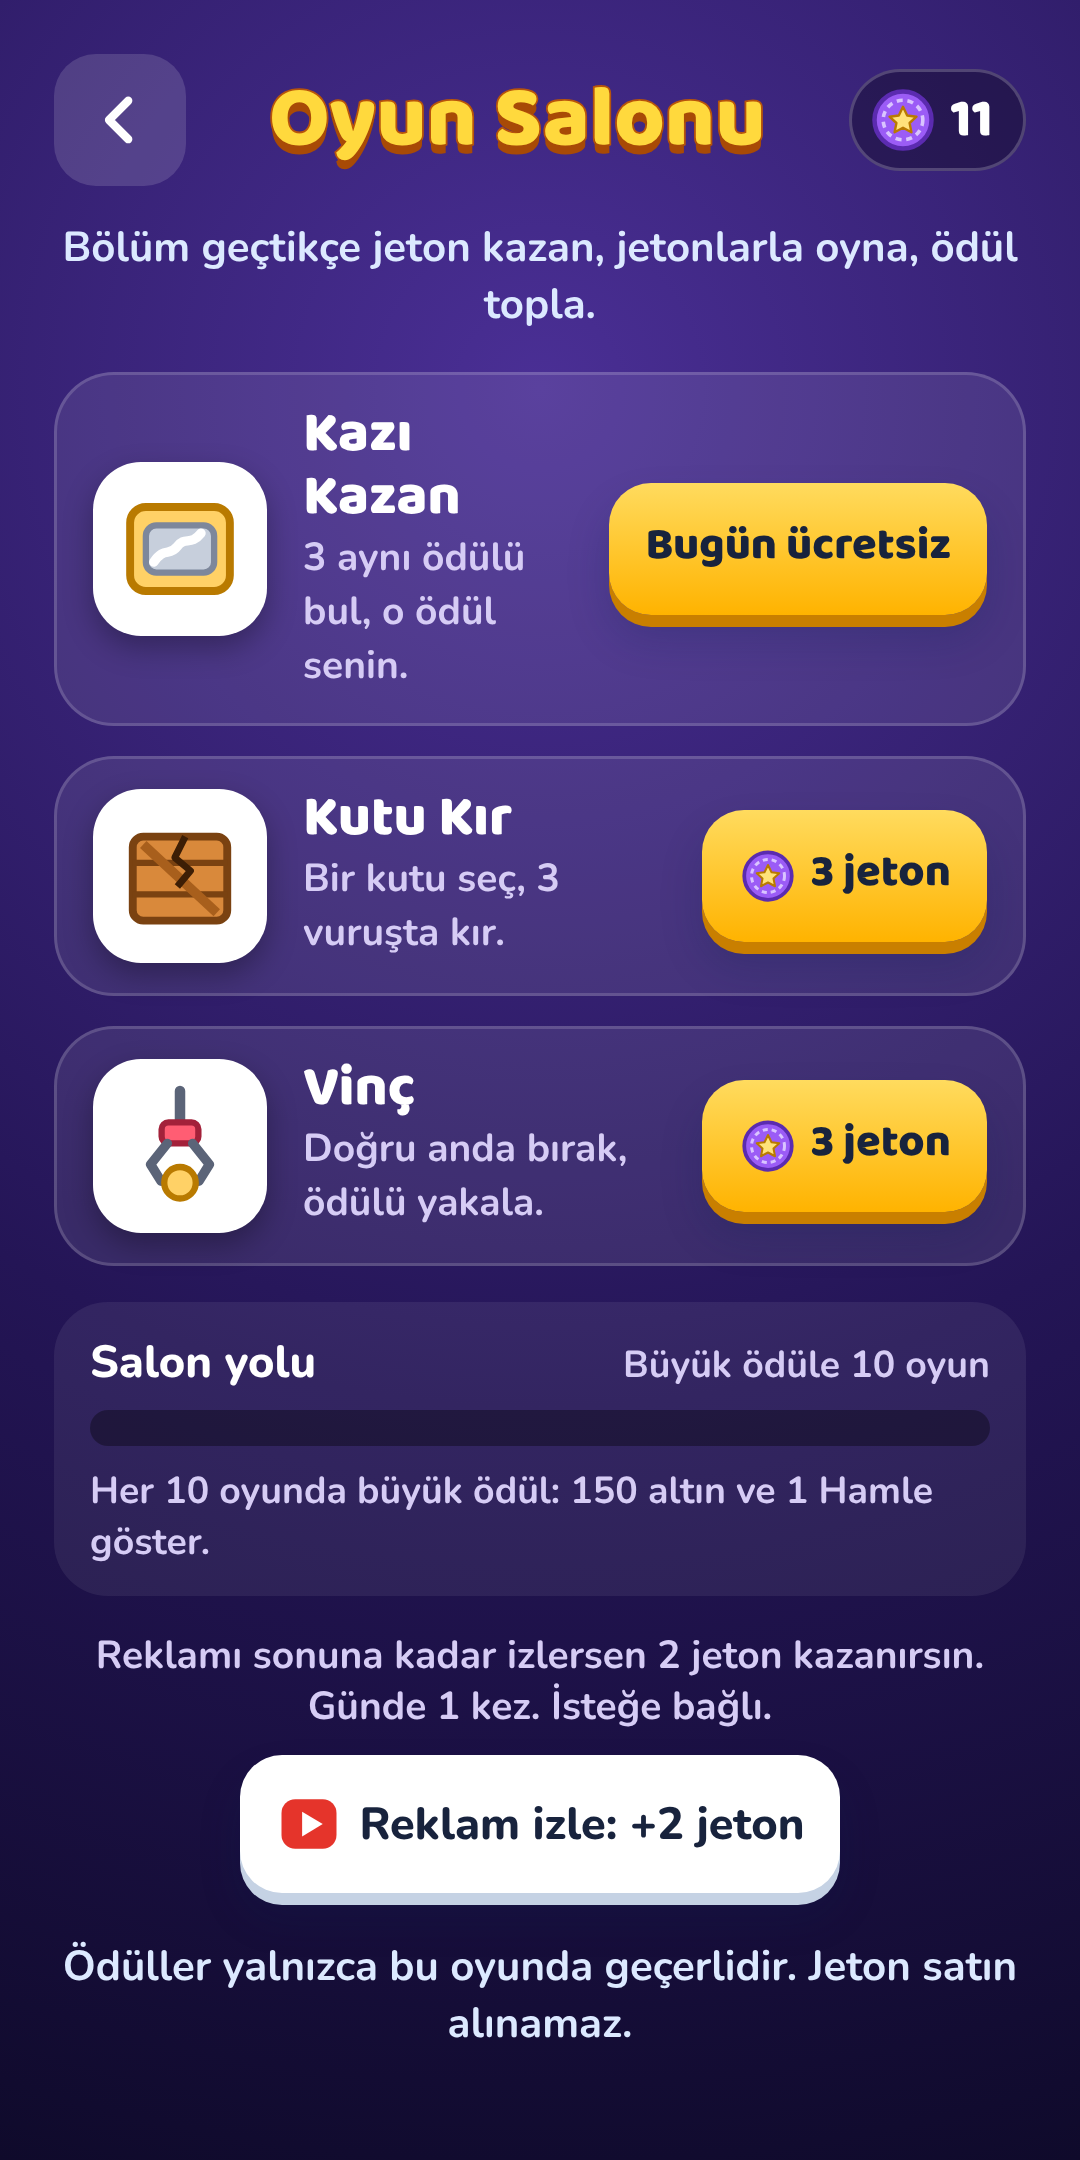 Oyun Salonu
11
Bölüm geçtikçe jeton kazan, jetonlarla oyna, ödül
topla.
Kazı
Kazan
3 aynı ödülü
bul, o ödül
senin.
Bugün ücretsiz
Kutu Kır
Bir kutu seç, 3
vuruşta kır.
3 jeton
Vinç
Doğru anda bırak,
ödülü yakala.
3 jeton
Salon yolu
Büyük ödüle 10 oyun
Her 10 oyunda büyük ödül: 150 altın ve 1 Hamle
göster.
Reklamı sonuna kadar izlersen 2 jeton kazanırsın.
Günde 1 kez. İsteğe bağlı.
Reklam izle: +2 jeton
Ödüller yalnızca bu oyunda geçerlidir. Jeton satın
alınamaz.